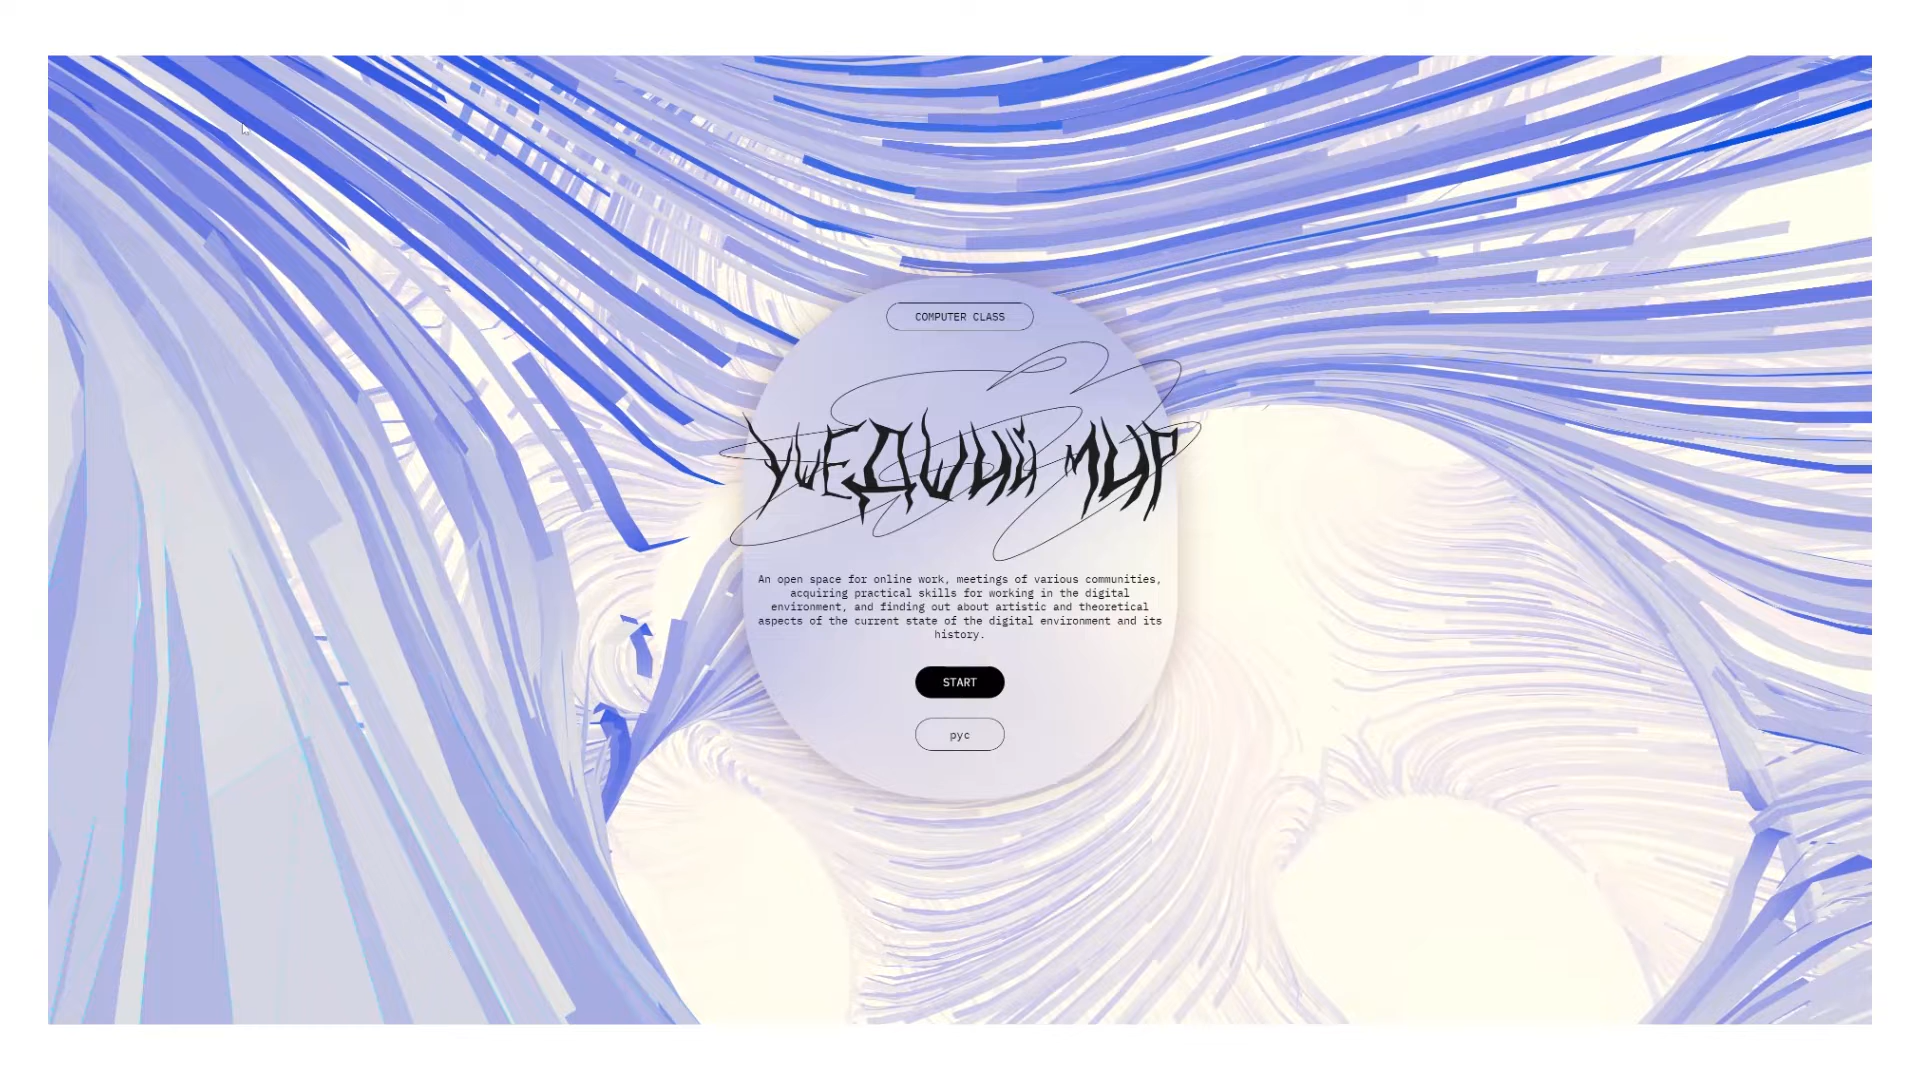 COMPUTER CLASS
УШЕДШИЙ МИР
An open space for online work, meetings of various communities,
acquiring practical skills for working in the digital
environment, and finding out about artistic and theoretical
aspects of the current state of the digital environment and its
history.
START
рус